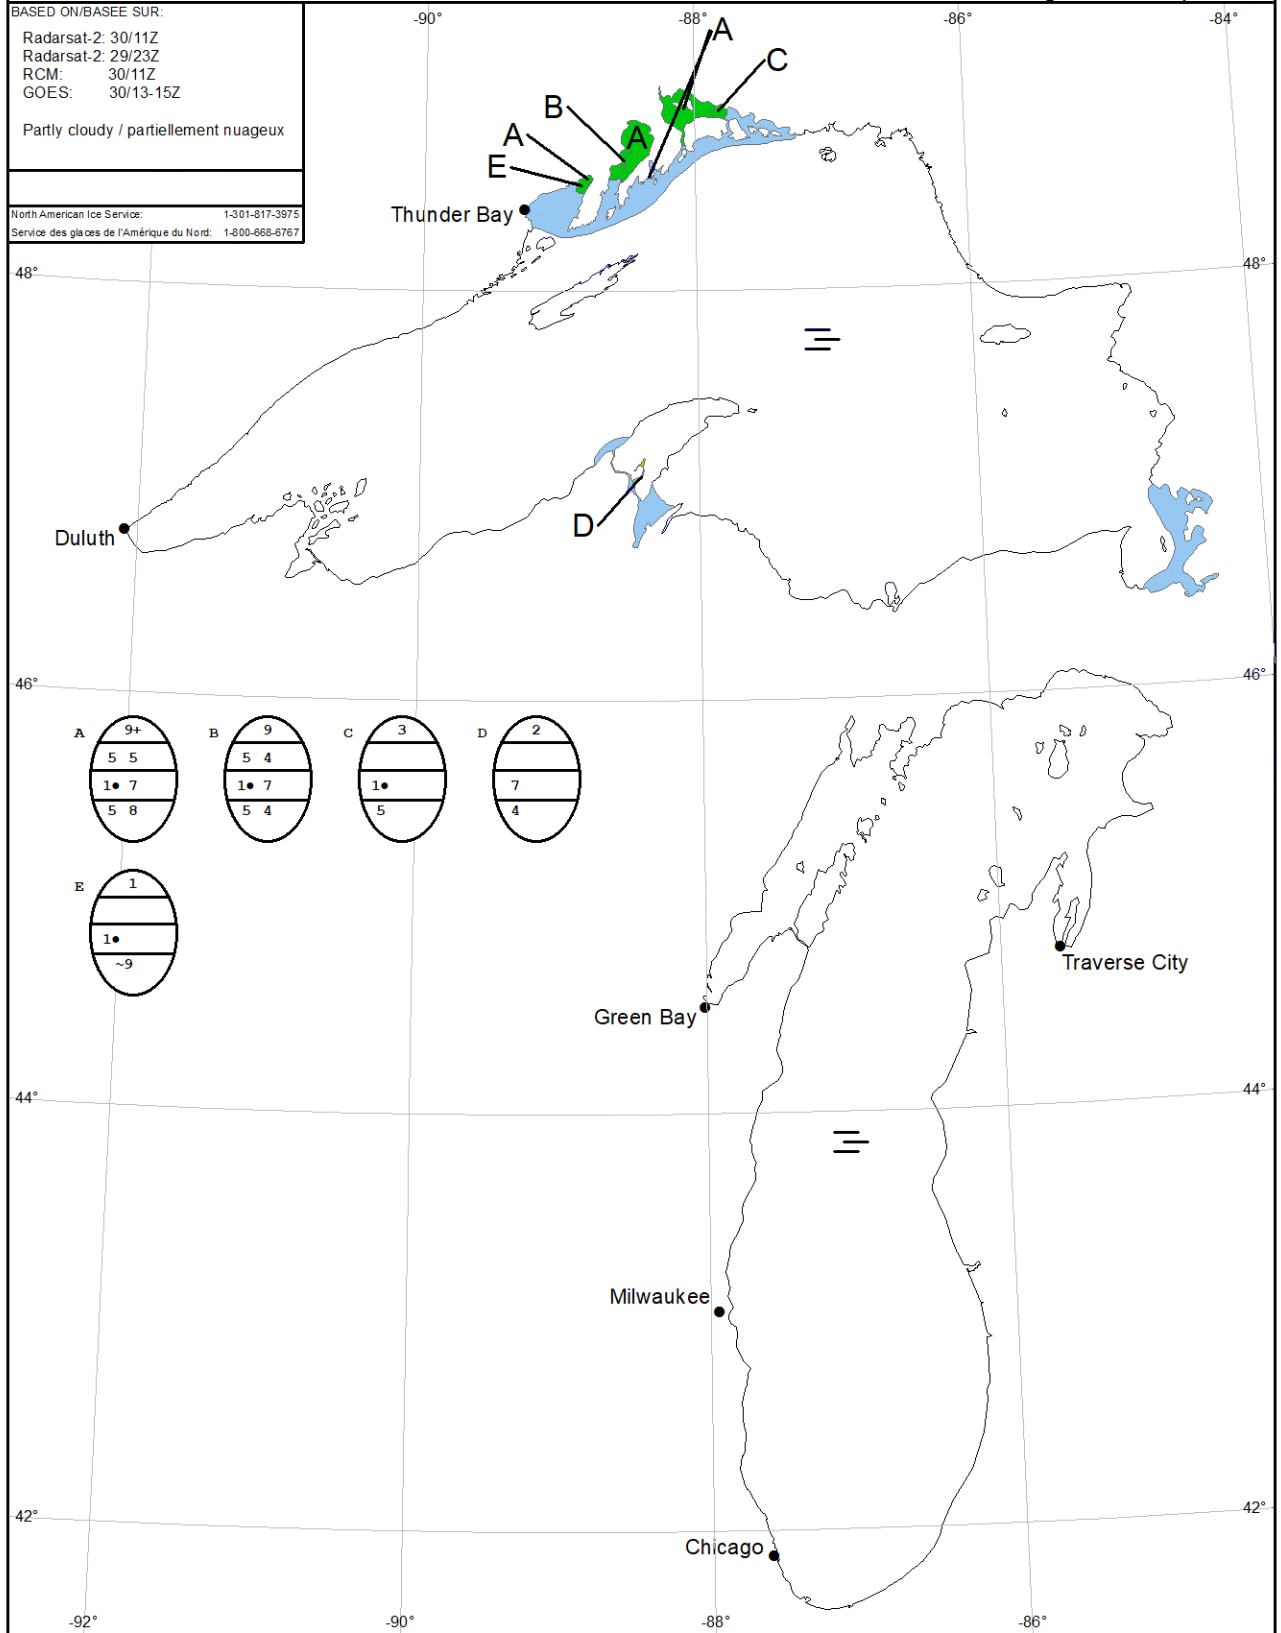 BASED ON/BASEE SUR:
Radarsat-2: 30/11Z
Radarsat-2: 29/23Z
RCM: 30/11Z
GOES: 30/13-15Z
Partly cloudy / partiellement nuageux
North American Ice Service: 1-301-817-3975
Service des glaces de l'Amérique du Nord: 1-800-668-6767
-90° -88° -86° -84°
A
C
B
A
A
E
Thunder Bay
48° 48°
D
Duluth
46° 46°
A 9+
5 5
1• 7
5 8
B 9
5 4
1• 7
5 4
C 3
1•
5
D 2
7
4
E 1
1•
~9
Traverse City
Green Bay
44° 44°
Milwaukee
42° 42°
Chicago
-92° -90° -88° -86°